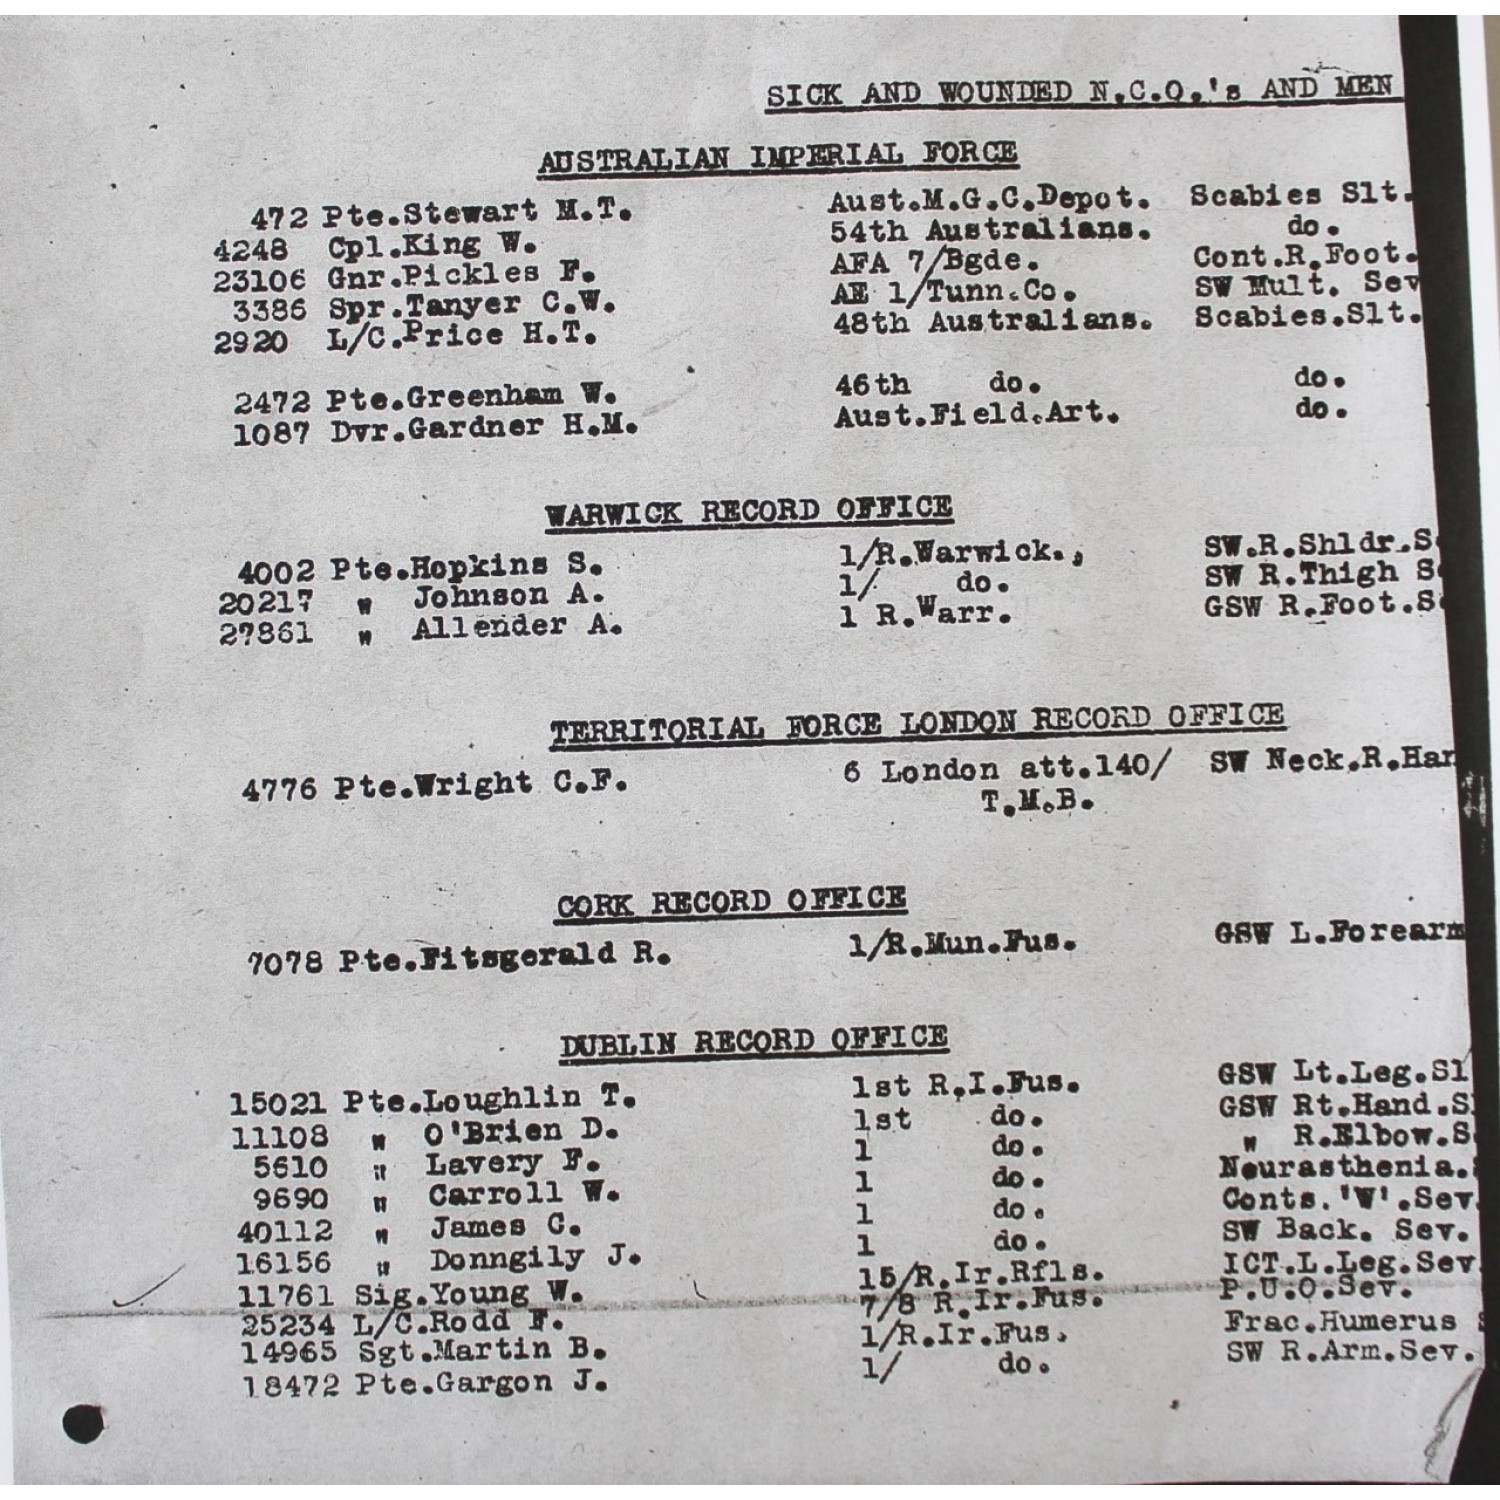 SICK AND WOUNDED N.C.O.'s AND MEN
AUSTRALIAN IMPERIAL FORCE
472 Pte.Stewart M.T. Aust.M.G.C.Depot. Scabies Slt.
4248 Cpl.King W. 54th Australians. do.
23106 Gnr.Pickles F. AFA 7/Bgde. Cont.R.Foot.
3386 Spr.Tanyer C.W. AE 1/Tunn.Co. SW Mult. Sev
2920 L/C.Price H.T. 48th Australians. Scabies.Slt.
2472 Pte.Greenham W. 46th do. do.
1087 Dvr.Gardner H.M. Aust.Field.Art. do.
WARWICK RECORD OFFICE
4002 Pte.Hopkins S. 1/R.Warwick., SW.R.Shldr.S
20217 " Johnson A. 1/ do. SW R.Thigh S
27861 " Allender A. 1 R.Warr. GSW R.Foot.S
TERRITORIAL FORCE LONDON RECORD OFFICE
4776 Pte.Wright C.F. 6 London att.140/ SW Neck.R.Han
T.M.B.
CORK RECORD OFFICE
7078 Pte.Fitsgerald R. 1/R.Mun.Fus. GSW L.Forearm
DUBLIN RECORD OFFICE
15021 Pte.Loughlin T. 1st R.I.Fus. GSW Lt.Leg.Sl
11108 " O'Brien D. 1st do. GSW Rt.Hand.S
5610 " Lavery F. 1 do. " R.Elbow.S
9690 " Carroll W. 1 do. Neurasthenia.
40112 " James C. 1 do. Conts.'W'.Sev.
16156 " Donngily J. 1 do. SW Back. Sev.
11761 Sig.Young W. 15/R.Ir.Rfls. ICT.L.Leg.Sev.
25234 L/C.Rodd F. 7/8 R.Ir.Fus. P.U.O.Sev.
14965 Sgt.Martin B. 1/R.Ir.Fus. Frac.Humerus
18472 Pte.Gargon J. 1/ do. SW R.Arm.Sev.